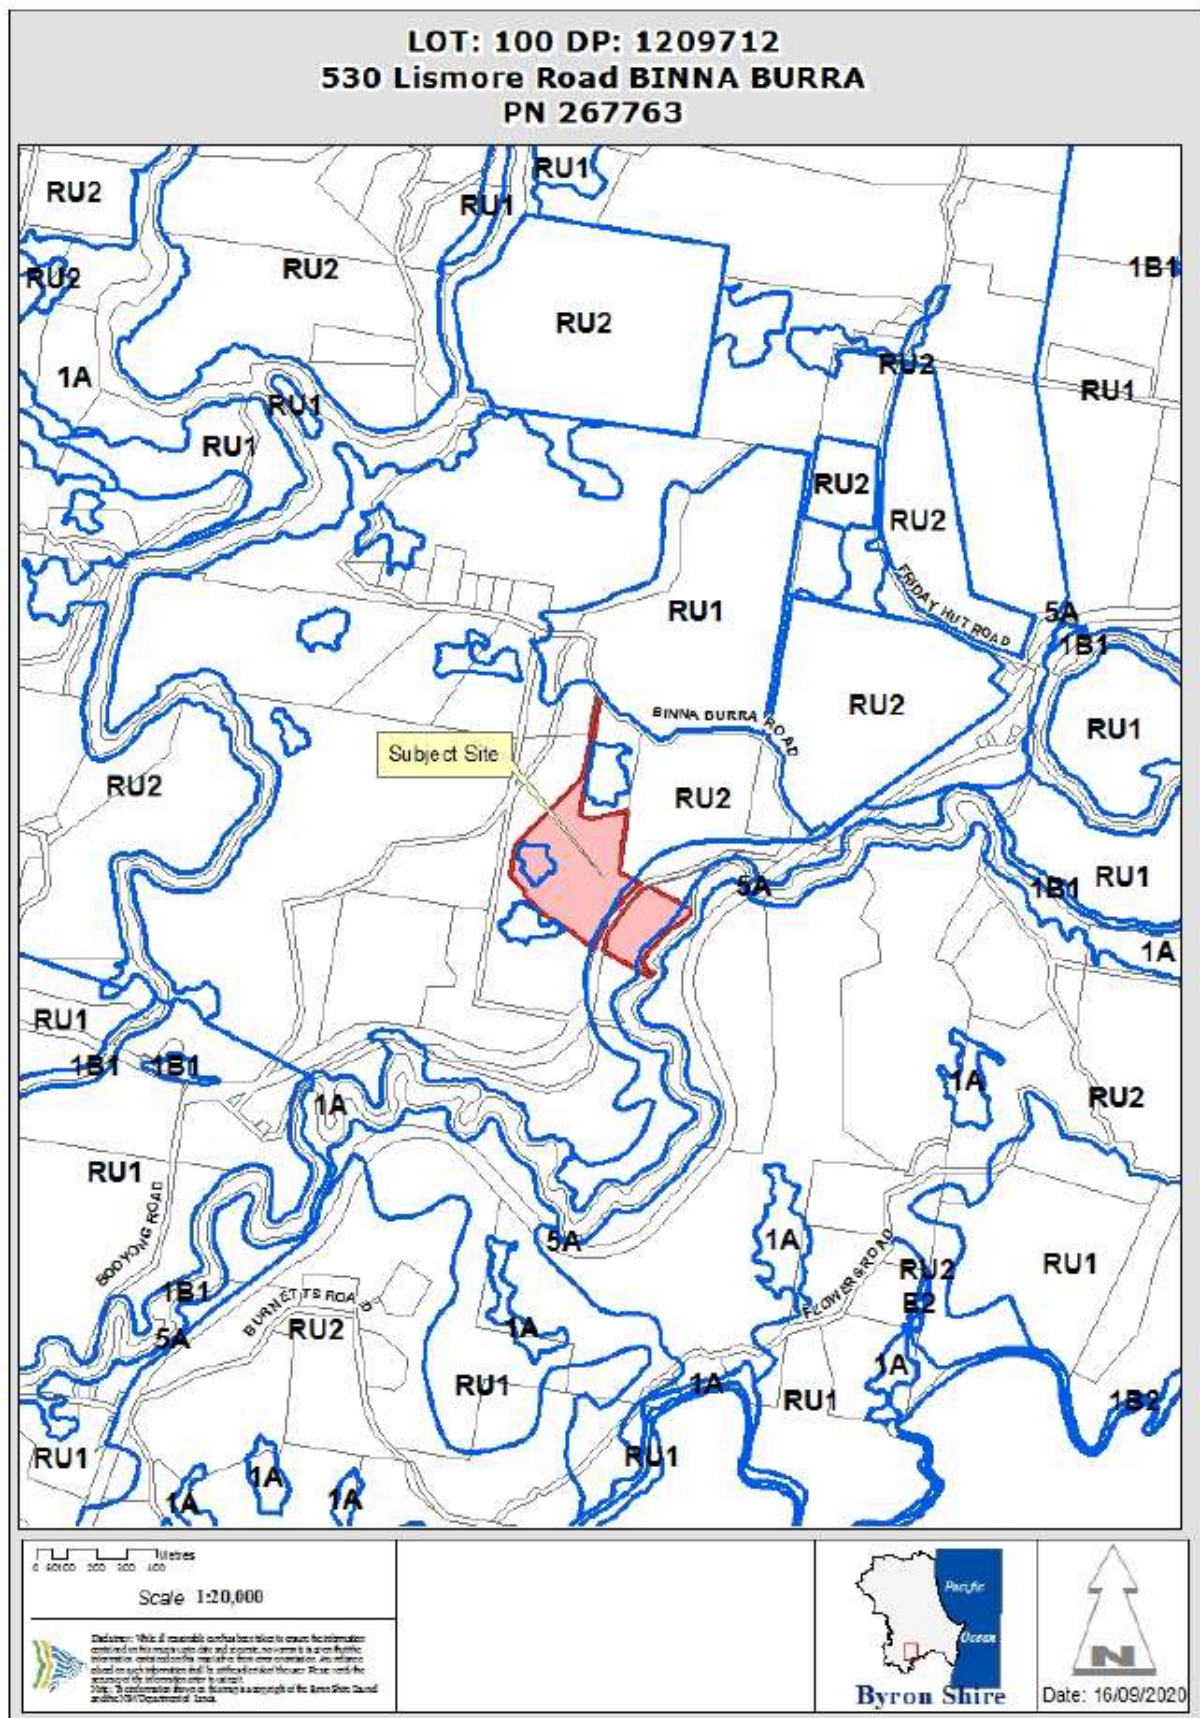 LOT: 100 DP: 1209712
530 Lismore Road BINNA BURRA
PN 267763
RU1
RU2
RU1
RU2
RU2
RU2
1B1
RU2
1A
RU2
RU1
RU1
RU1
RU2
RU2
FRIDAY HUT ROAD
RU1
5A
1B1
RU2
BINNA BURRA ROAD
RU1
Subject Site
RU2
RU2
5A
1B1
RU1
1A
RU1
1B1
1B1
1A
1A
RU2
RU1
BOOYONG ROAD
5A
1A
FLOWERS ROAD
RU2
RU1
E2
1B1
BURNETTS ROAD
RU2
5A
1A
1A
RU1
1A
RU1
1B2
RU1
RU1
1A
1A
1A
Metres
Scale 1:20,000
Pacific
Ocean
Byron Shire
N
Date: 16/09/2020